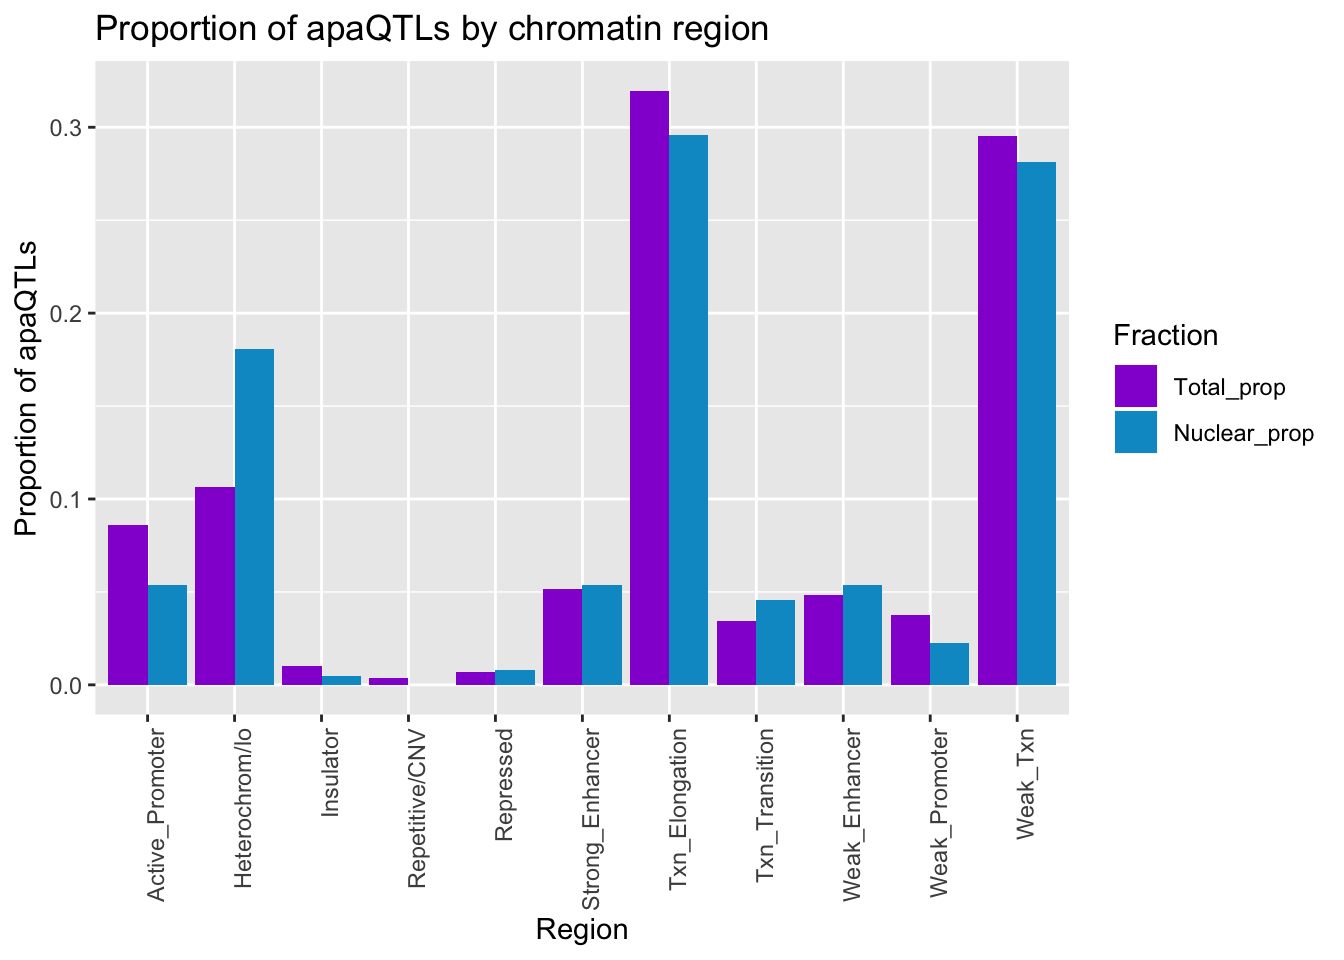 Proportion of apaQTLs by chromatin region
Proportion of apaQTLs
0.3
0.2
0.1
0.0
Active_Promoter
Heterochrom/lo
Insulator
Repetitive/CNV
Repressed
Strong_Enhancer
Txn_Elongation
Txn_Transition
Weak_Enhancer
Weak_Promoter
Weak_Txn
Region
Fraction
Total_prop
Nuclear_prop